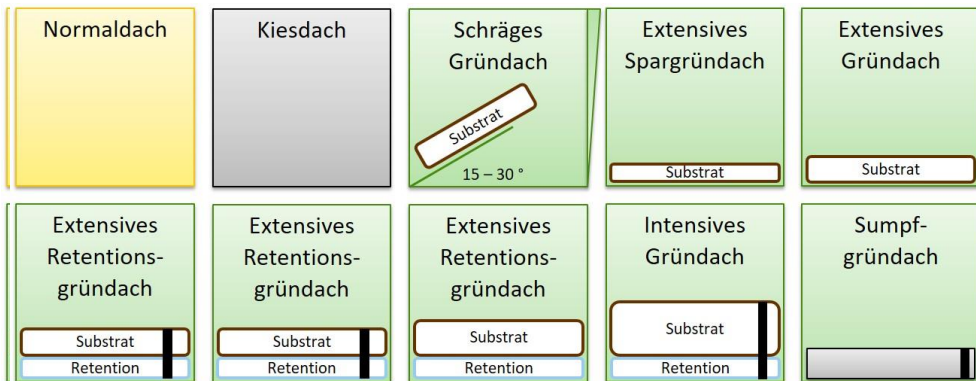 Normaldach
Kiesdach
Schräges
Gründach
Substrat
15 – 30 °
Extensives
Spargründach
Substrat
Extensives
Gründach
Substrat
Extensives
Retentions-
gründach
Substrat
Retention
Extensives
Retentions-
gründach
Substrat
Retention
Extensives
Retentions-
gründach
Substrat
Retention
Intensives
Gründach
Substrat
Retention
Sumpf-
gründach